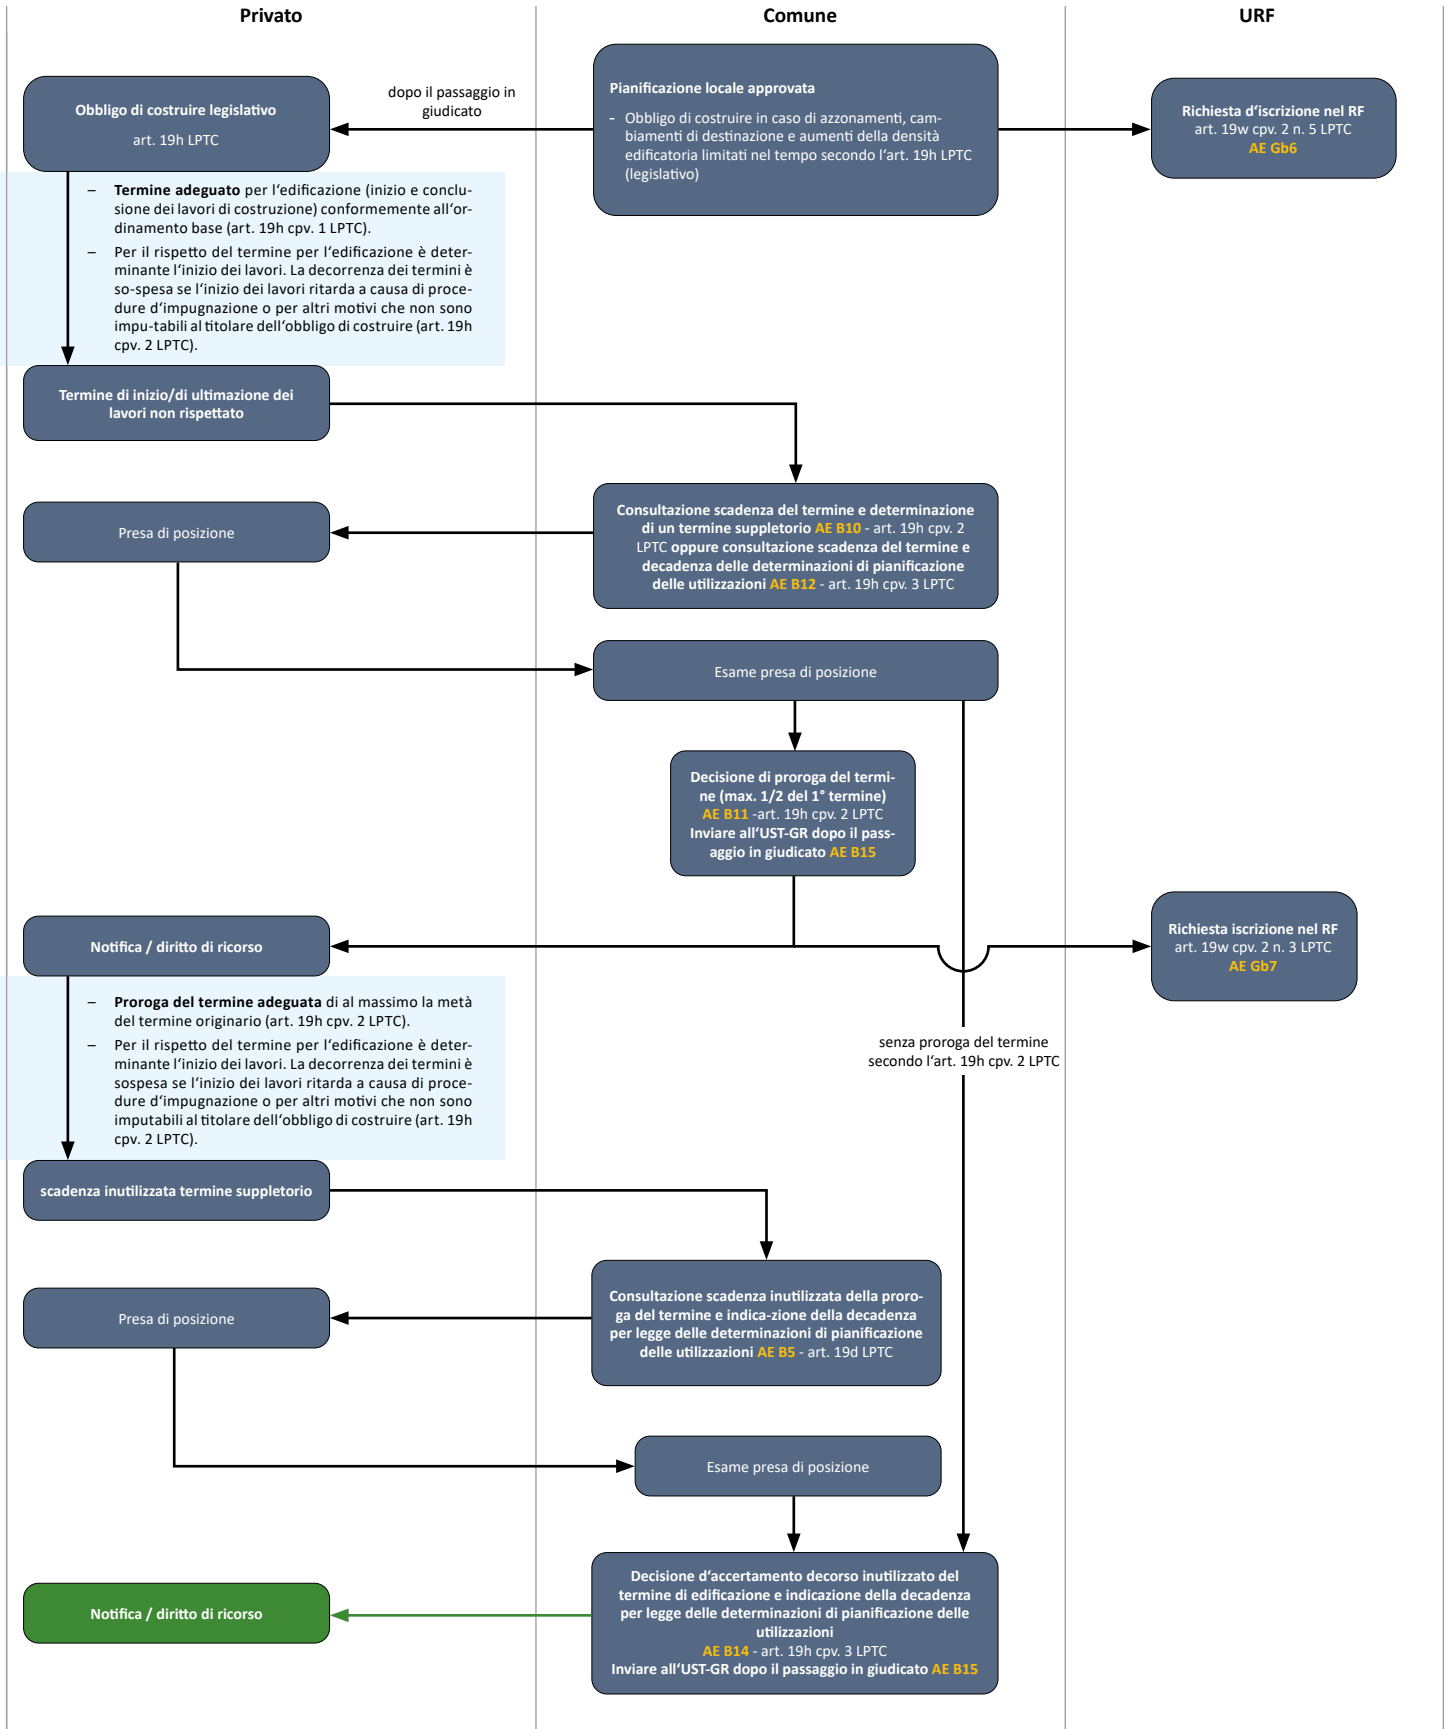 Privato
Comune
URF
Obbligo di costruire legislativo
art. 19h LPTC
dopo il passaggio in
giudicato
Pianificazione locale approvata
- Obbligo di costruire in caso di azzonamenti, cam-
biamenti di destinazione e aumenti della densità
edificatoria limitati nel tempo secondo l‘art. 19h LPTC
(legislativo)
Richiesta d‘iscrizione nel RF
art. 19w cpv. 2 n. 5 LPTC
AE Gb6
– Termine adeguato per l‘edificazione (inizio e conclu-
sione dei lavori di costruzione) conformemente all‘or-
dinamento base (art. 19h cpv. 1 LPTC).
– Per il rispetto del termine per l‘edificazione è deter-
minante l‘inizio dei lavori. La decorrenza dei termini è
so-spesa se l‘inizio dei lavori ritarda a causa di proce-
dure d‘impugnazione o per altri motivi che non sono
impu-tabili al titolare dell‘obbligo di costruire (art. 19h
cpv. 2 LPTC).
Termine di inizio/di ultimazione dei
lavori non rispettato
Presa di posizione
Consultazione scadenza del termine e determinazione
di un termine suppletorio AE B10 - art. 19h cpv. 2
LPTC oppure consultazione scadenza del termine e
decadenza delle determinazioni di pianificazione
delle utilizzazioni AE B12 - art. 19h cpv. 3 LPTC
Esame presa di posizione
Decisione di proroga del termi-
ne (max. 1/2 del 1° termine)
AE B11 -art. 19h cpv. 2 LPTC
Inviare all‘UST-GR dopo il pass-
aggio in giudicato AE B15
Notifica / diritto di ricorso
Richiesta iscrizione nel RF
art. 19w cpv. 2 n. 3 LPTC
AE Gb7
– Proroga del termine adeguata di al massimo la metà
del termine originario (art. 19h cpv. 2 LPTC).
– Per il rispetto del termine per l‘edificazione è deter-
minante l‘inizio dei lavori. La decorrenza dei termini è
sospesa se l‘inizio dei lavori ritarda a causa di proce-
dure d‘impugnazione o per altri motivi che non sono
imputabili al titolare dell‘obbligo di costruire (art. 19h
cpv. 2 LPTC).
senza proroga del termine
secondo l‘art. 19h cpv. 2 LPTC
scadenza inutilizzata termine suppletorio
Presa di posizione
Consultazione scadenza inutilizzata della proro-
ga del termine e indica-zione della decadenza
per legge delle determinazioni di pianificazione
delle utilizzazioni AE B5 - art. 19d LPTC
Esame presa di posizione
Notifica / diritto di ricorso
Decisione d‘accertamento decorso inutilizzato del
termine di edificazione e indicazione della decadenza
per legge delle determinazioni di pianificazione delle
utilizzazioni
AE B14 - art. 19h cpv. 3 LPTC
Inviare all‘UST-GR dopo il passaggio in giudicato AE B15